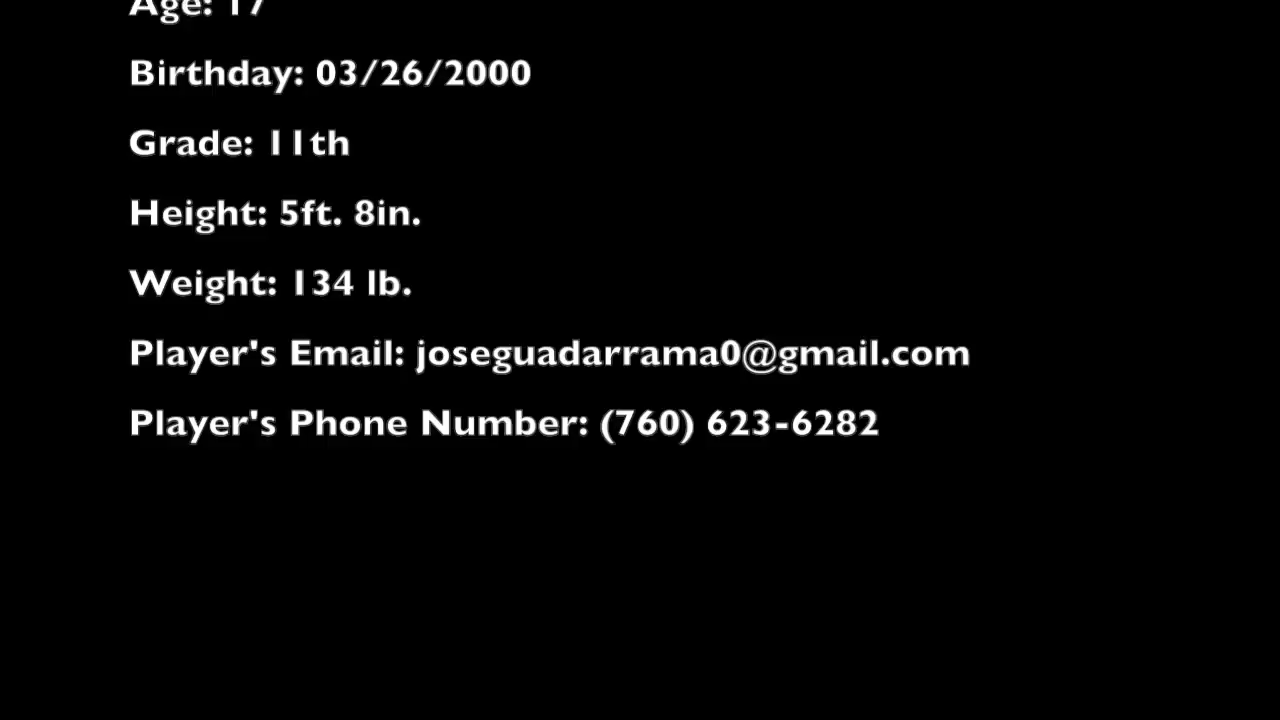 Age: 17
Birthday: 03/26/2000
Grade: 11th
Height: 5ft. 8in.
Weight: 134 lb.
Player's Email: joseguadarrama0@gmail.com
Player's Phone Number: (760) 623-6282